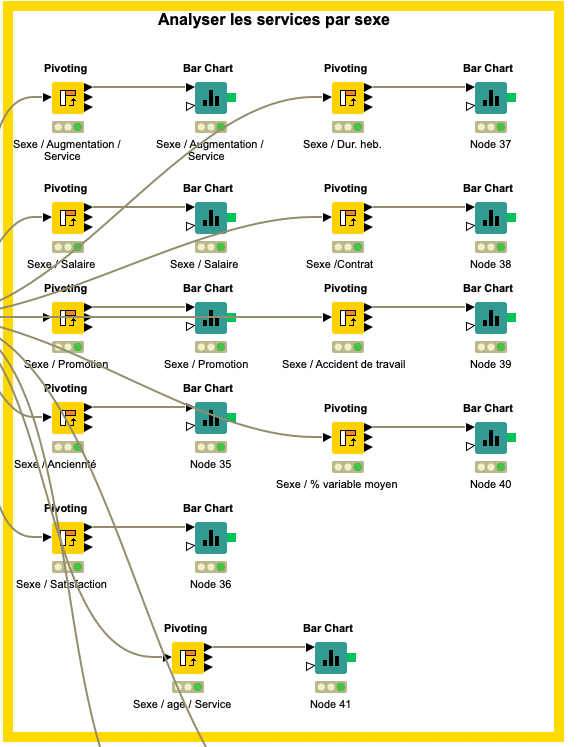 Analyser les services par sexe
Pivoting
Bar Chart
Sexe / Augmentation /
Service
Sexe / Augmentation /
Service
Pivoting
Bar Chart
Sexe / Dur. heb.
Node 37
Pivoting
Bar Chart
Sexe / Salaire
Sexe / Salaire
Pivoting
Bar Chart
Sexe /Contrat
Node 38
Pivoting
Bar Chart
Sexe / Promotion
Sexe / Promotion
Pivoting
Bar Chart
Sexe / Accident de travail
Node 39
Pivoting
Bar Chart
Sexe / Ancienneté
Node 35
Pivoting
Bar Chart
Sexe / % variable moyen
Node 40
Pivoting
Bar Chart
Sexe / Satisfaction
Node 36
Pivoting
Bar Chart
Sexe / age / Service
Node 41